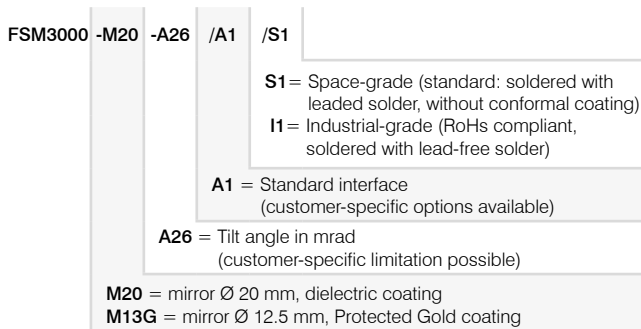 FSM3000 -M20 -A26 /A1 /S1
S1 = Space-grade (standard: soldered with
leaded solder, without conformal coating)
I1 = Industrial-grade (RoHs compliant,
soldered with lead-free solder)
A1 = Standard interface
(customer-specific options available)
A26 = Tilt angle in mrad
(customer-specific limitation possible)
M20 = mirror Ø 20 mm, dielectric coating
M13G = mirror Ø 12.5 mm, Protected Gold coating